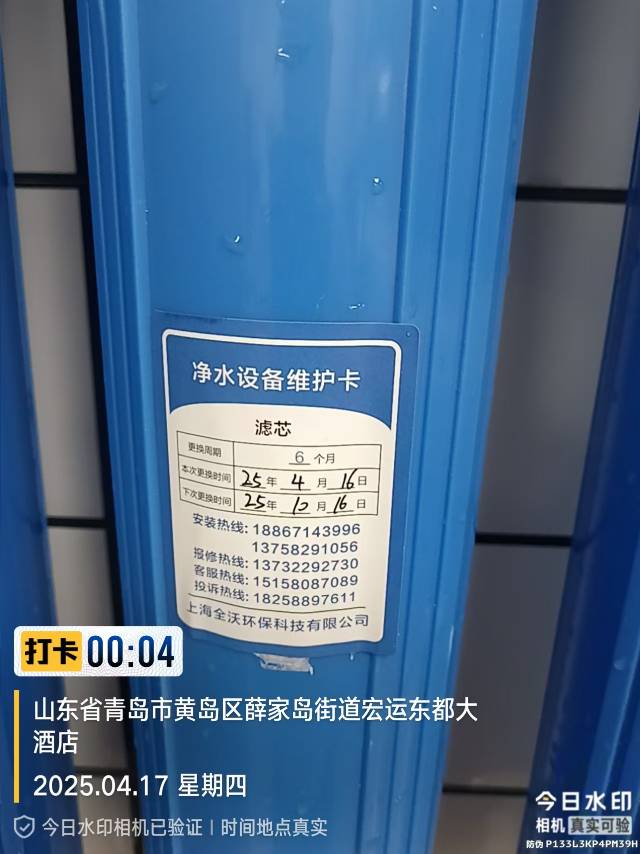 净水设备维护卡
滤芯
更换周期 6 个月
本次更换时间 25 年 4 月 16 日
下次更换时间 25 年 10 月 16 日
安装热线: 18867143996
13758291056
报修热线: 13732292730
客服热线: 15158087089
投诉热线: 18258897611
上海全沃环保科技有限公司
打卡 00:04
山东省青岛市黄岛区薛家岛街道宏运东都大
酒店
2025.04.17 星期四
今日水印相机已验证 | 时间地点真实
今日水印
相机 真实可验
防伪 P133L3KP4PM39H